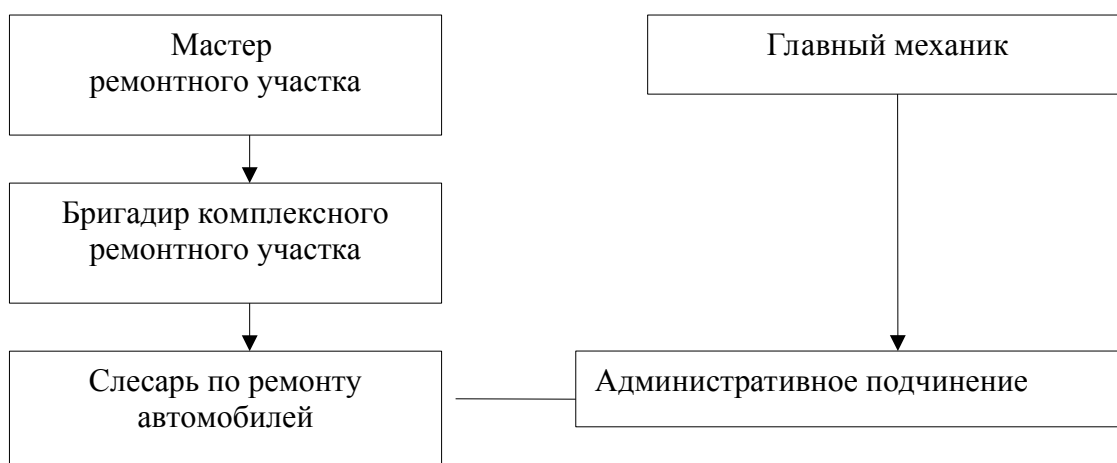 Мастер
ремонтного участка
Главный механик
Бригадир комплексного
ремонтного участка
Слесарь по ремонту
автомобилей
Административное подчинение